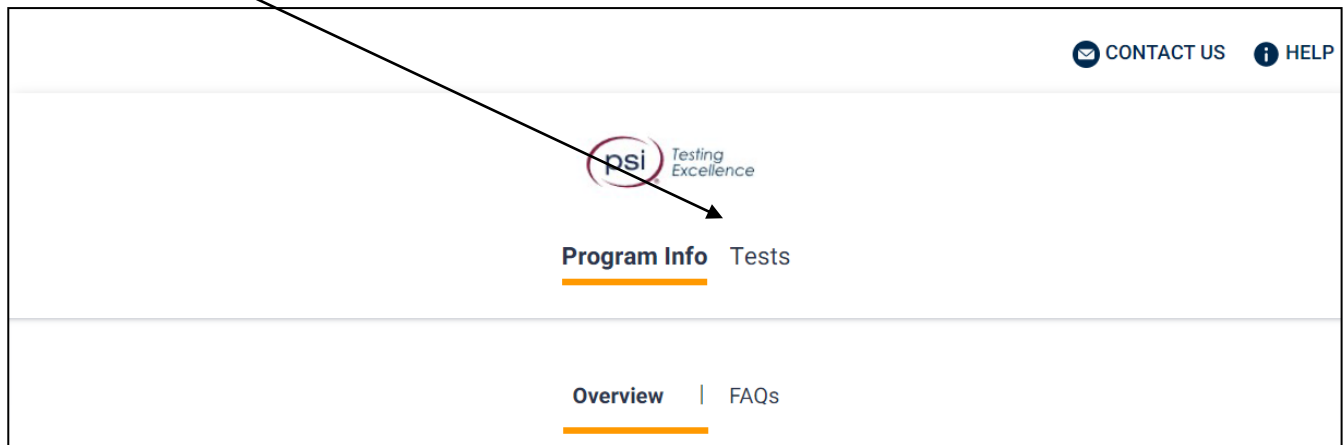 CONTACT US HELP
psi Testing
Excellence
Program Info Tests
Overview | FAQs